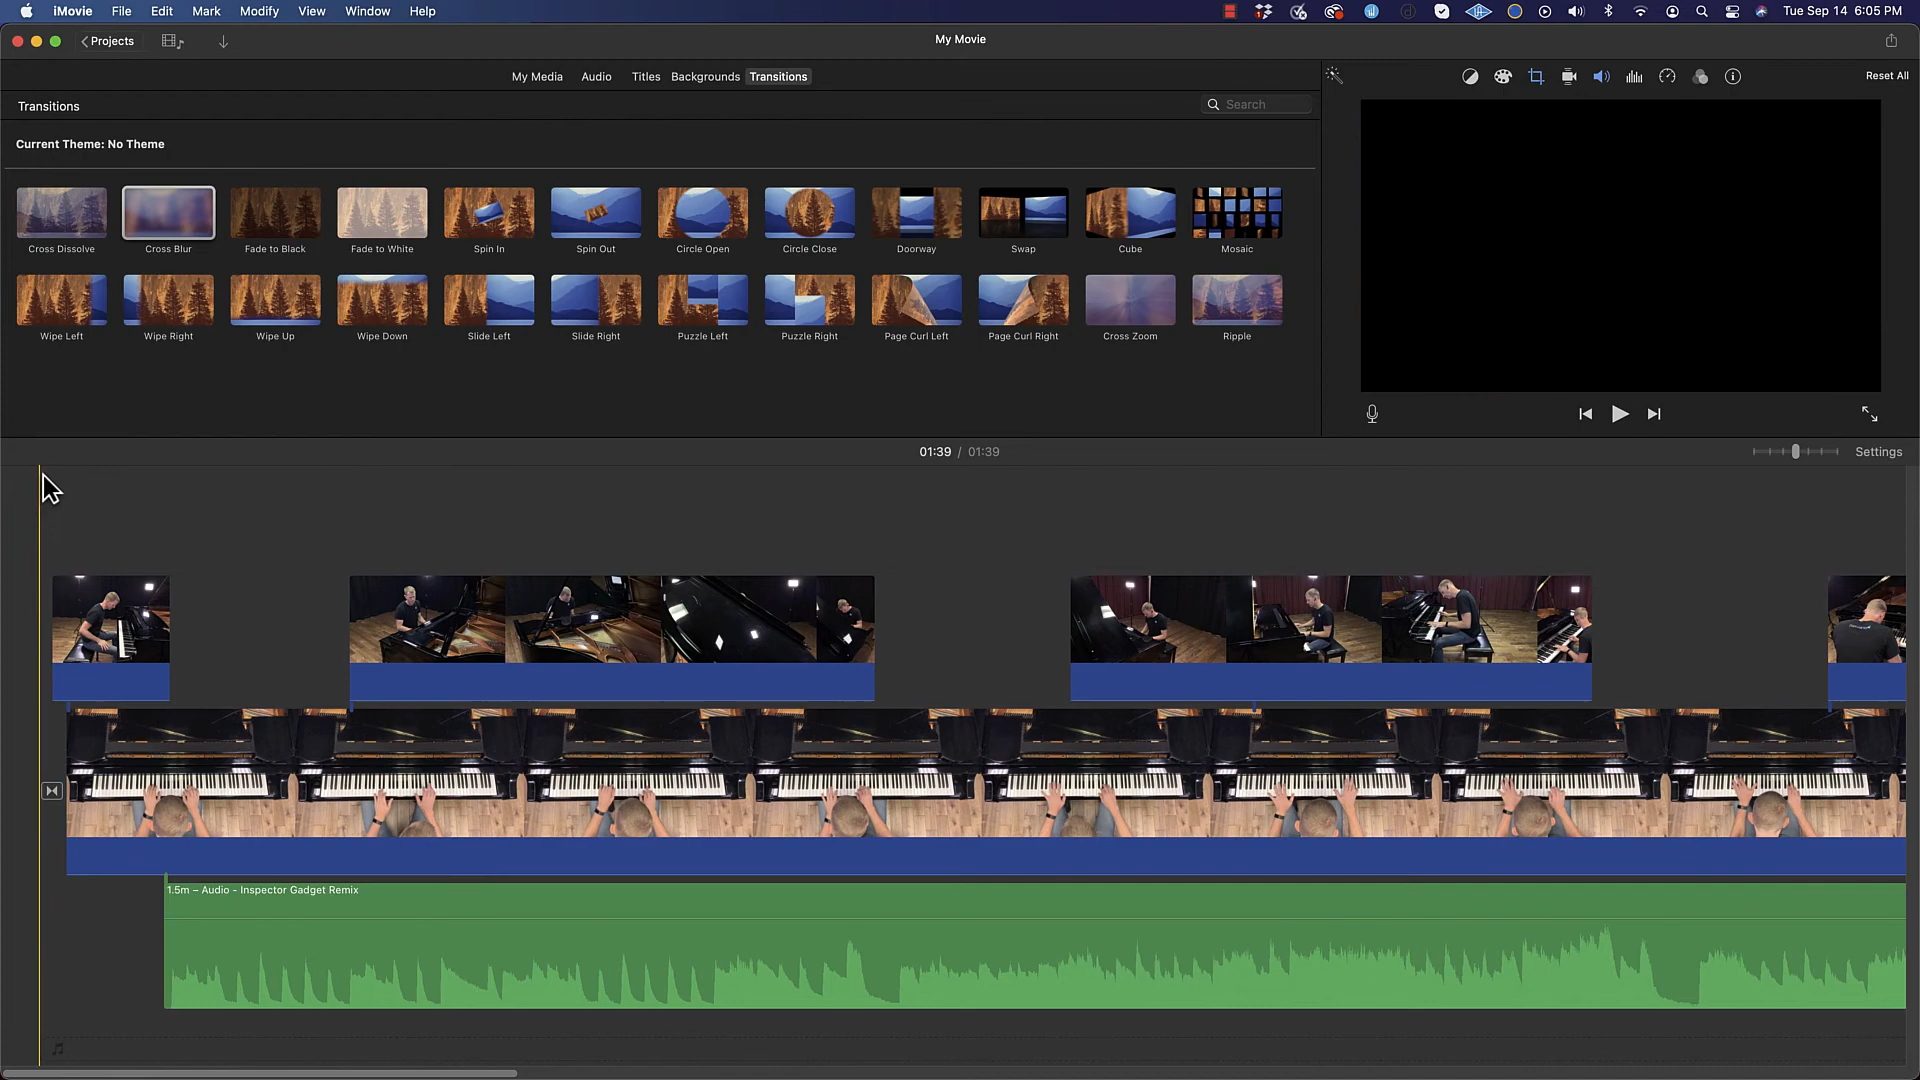 iMovie File Edit Mark Modify View Window Help Tue Sep 14 6:05 PM
Projects My Movie
My Media Audio Titles Backgrounds Transitions Reset All
Transitions Search
Current Theme: No Theme
Cross Dissolve Cross Blur Fade to Black Fade to White Spin In Spin Out Circle Open Circle Close Doorway Swap Cube Mosaic
Wipe Left Wipe Right Wipe Up Wipe Down Slide Left Slide Right Puzzle Left Puzzle Right Page Curl Left Page Curl Right Cross Zoom Ripple
01:39 / 01:39 Settings
1.5m – Audio - Inspector Gadget Remix